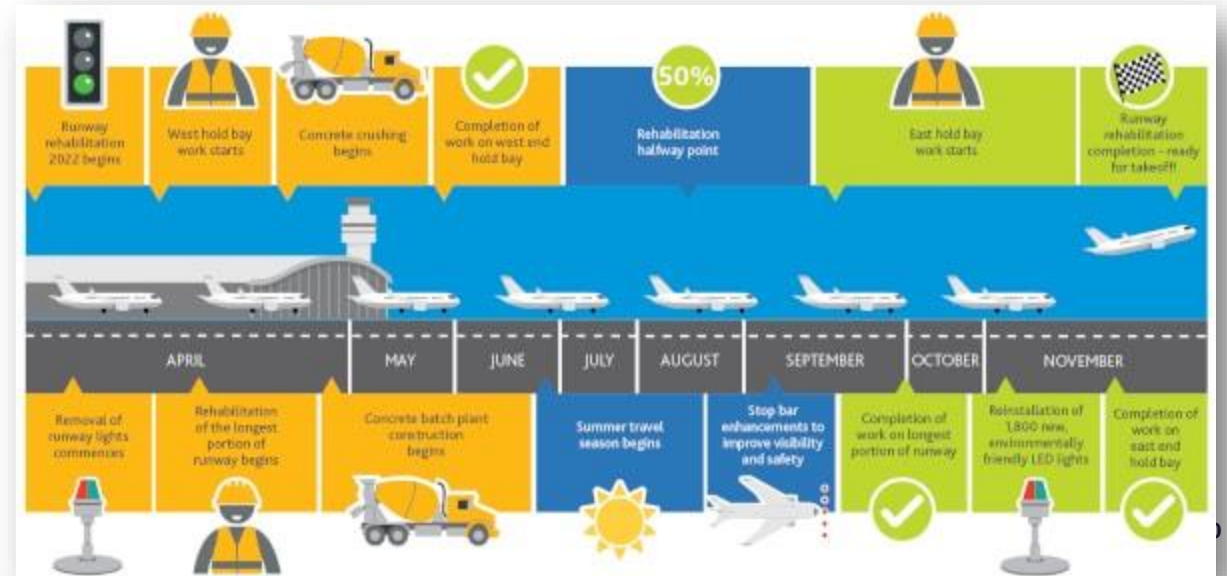 Runway
rehabilitation
2022 begins
West hold bay
work starts
Concrete crushing
begins
Completion of
work on west end
hold bay
50%
Rehabilitation
halfway point
East hold bay
work starts
Runway
rehabilitation
completion – ready
for takeoff!
APRIL
MAY
JUNE
JULY
AUGUST
SEPTEMBER
OCTOBER
NOVEMBER
Removal of
runway lights
commences
Rehabilitation
of the longest
portion of
runway begins
Concrete batch plant
construction
begins
Summer travel
season begins
Stop bar
enhancements to
improve visibility
and safety
Completion of
work on longest
portion of runway
Reinstallation of
1,800 new,
environmentally
friendly LED lights
Completion of
work on
east end
hold bay